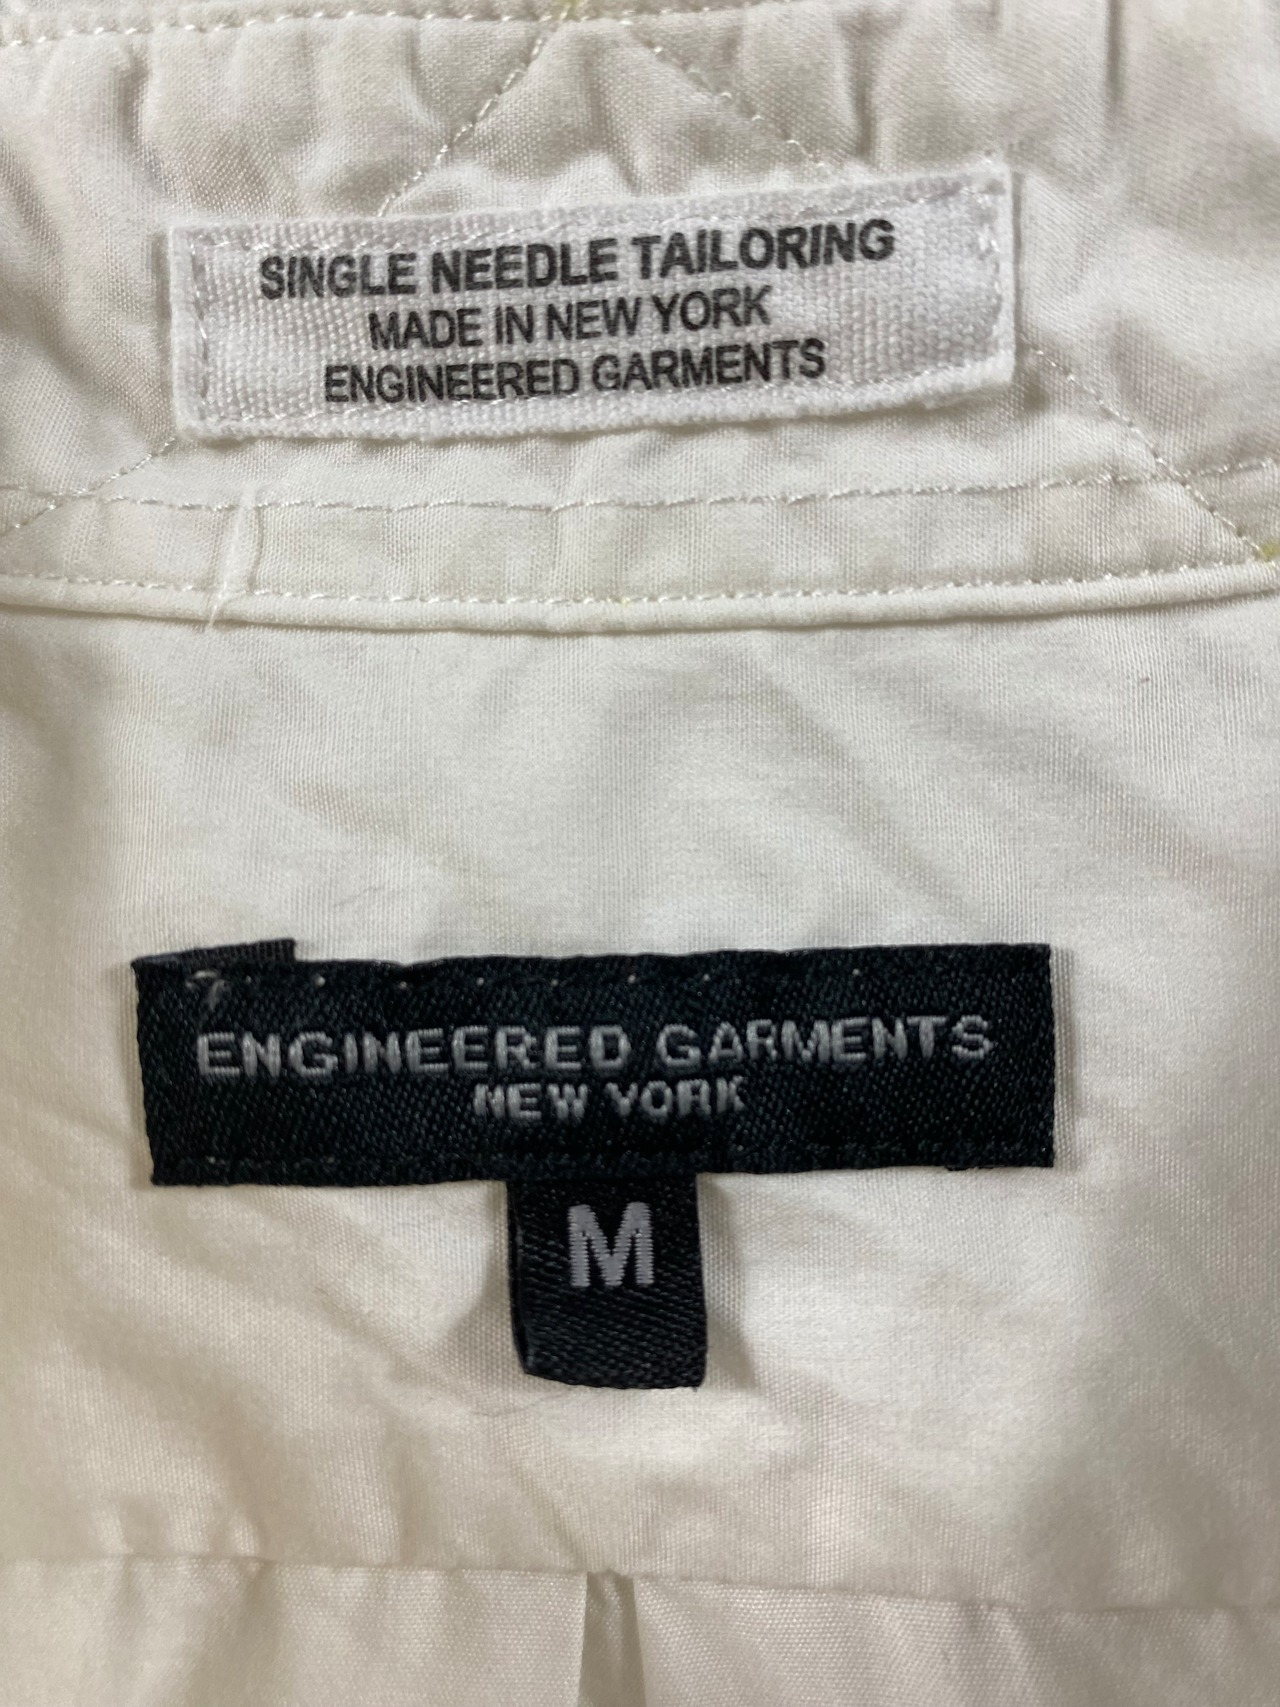 SINGLE NEEDLE TAILORING
MADE IN NEW YORK
ENGINEERED GARMENTS
ENGINEERED GARMENTS
NEW YORK
M